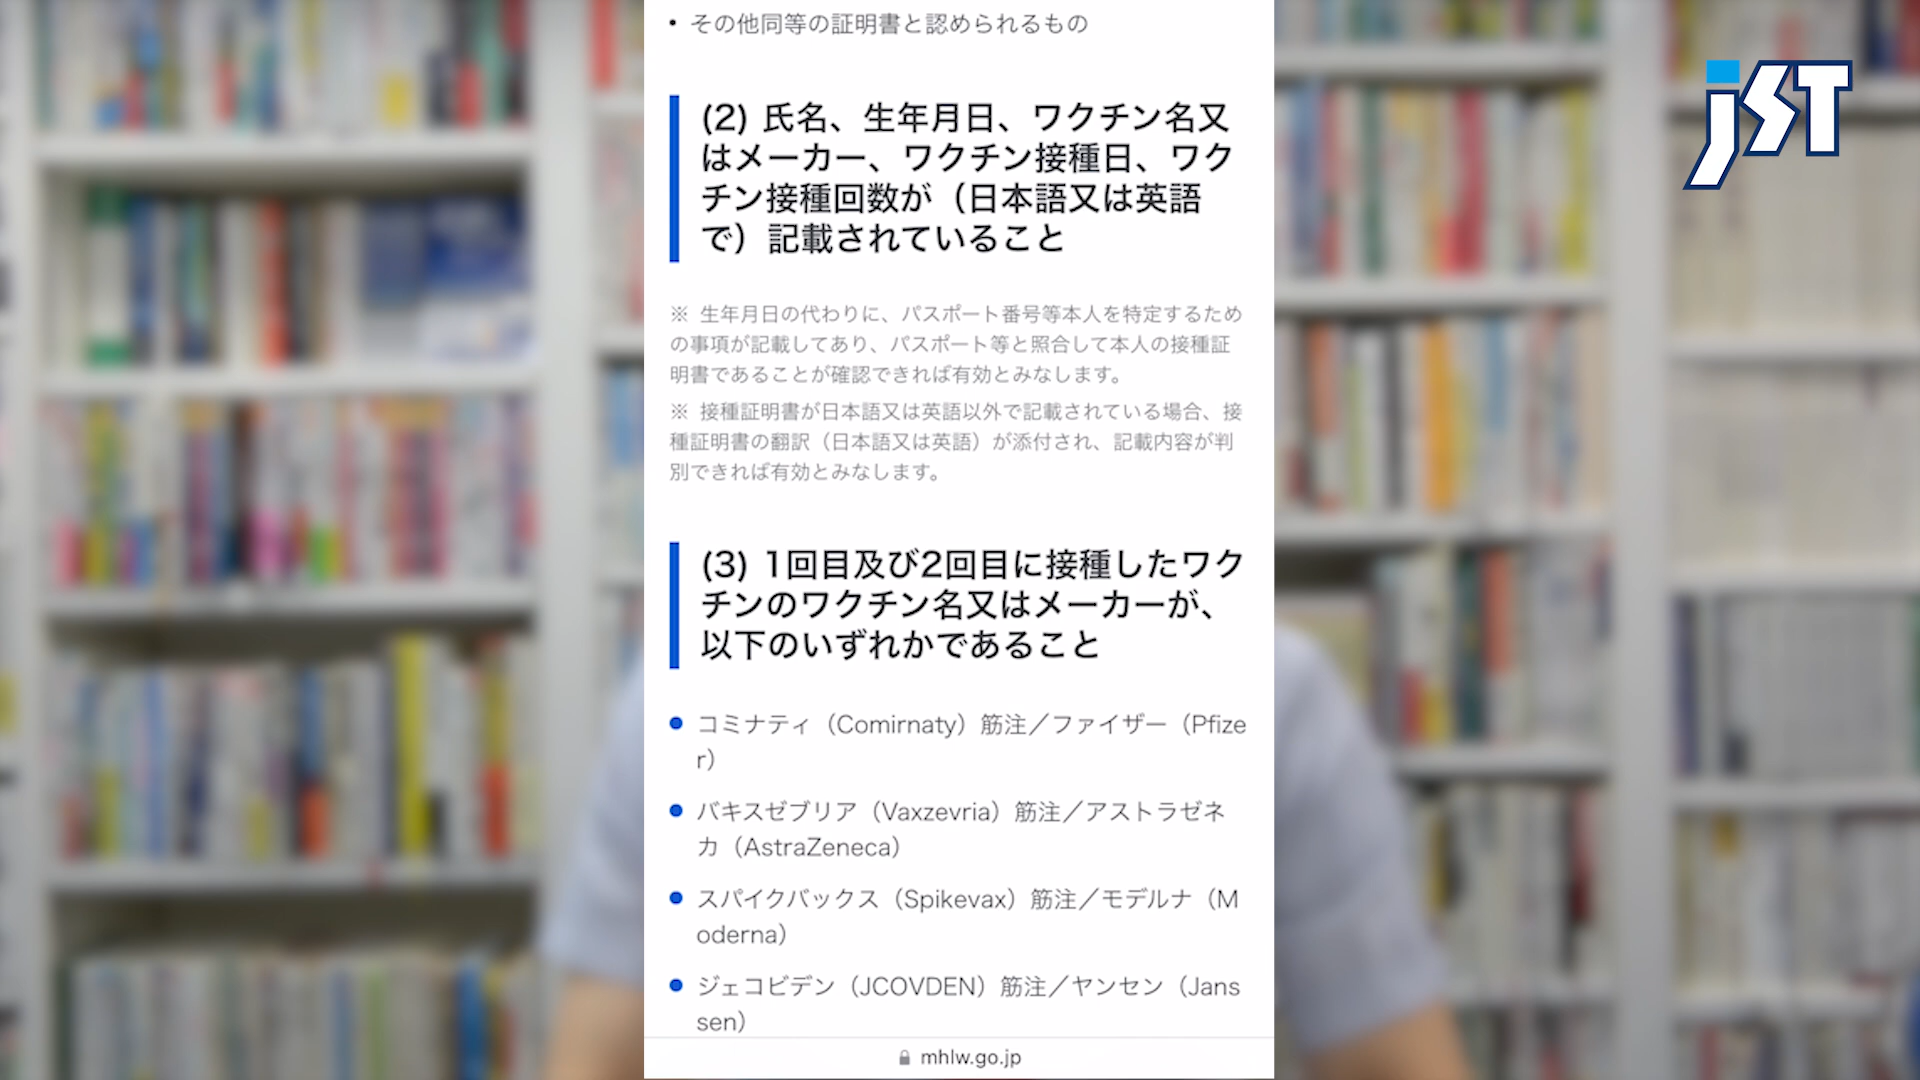 • その他同等の証明書と認められるもの
(2) 氏名、生年月日、ワクチン名又
はメーカー、ワクチン接種日、ワク
チン接種回数が（日本語又は英語
で）記載されていること
※ 生年月日の代わりに、パスポート番号等本人を特定するため
の事項が記載してあり、パスポート等と照合して本人の接種証
明書であることが確認できれば有効とみなします。
※ 接種証明書が日本語又は英語以外で記載されている場合、接
種証明書の翻訳（日本語又は英語）が添付され、記載内容が判
別できれば有効とみなします。
(3) 1回目及び2回目に接種したワク
チンのワクチン名又はメーカーが、
以下のいずれかであること
コミナティ（Comirnaty）筋注／ファイザー（Pfize
r）
バキスゼブリア（Vaxzevria）筋注／アストラゼネ
カ（AstraZeneca）
スパイクバックス（Spikevax）筋注／モデルナ（M
oderna）
ジェコビデン（JCOVDEN）筋注／ヤンセン（Jans
sen）
mhlw.go.jp
jST